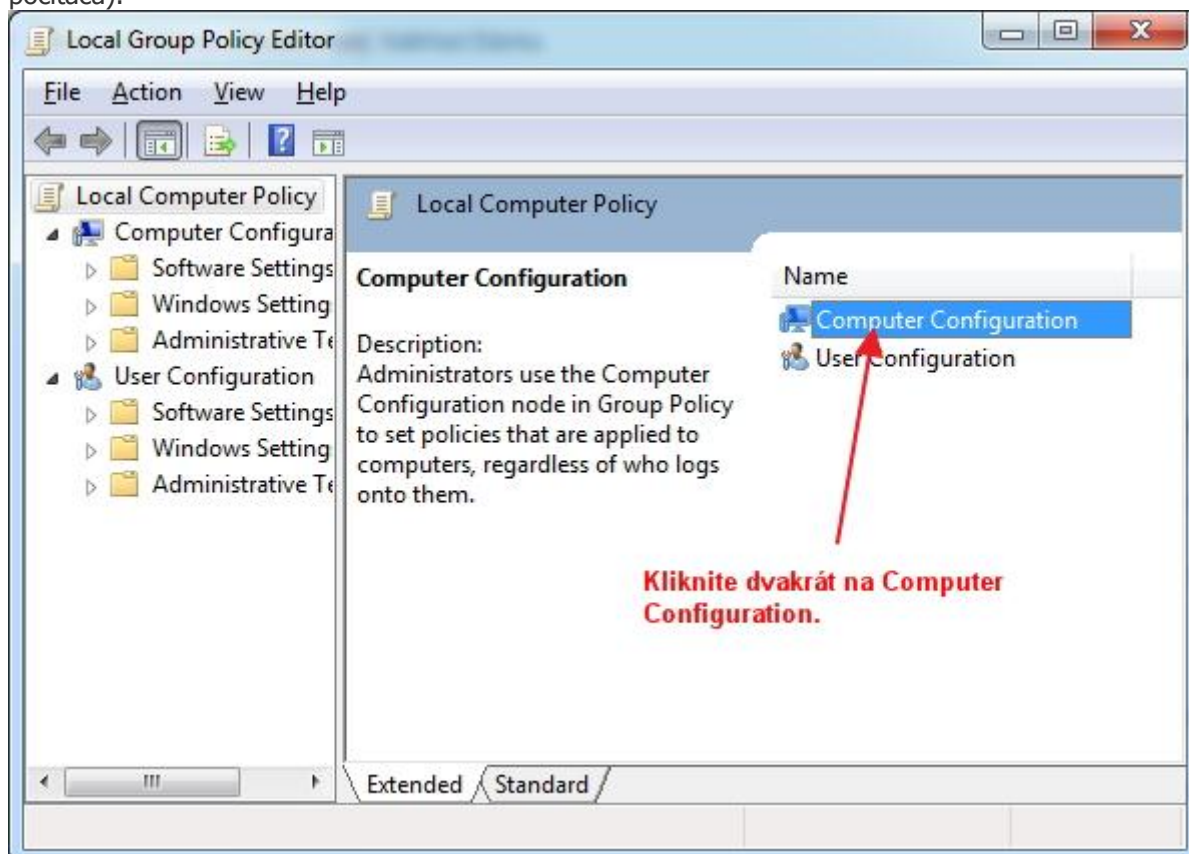 počítača).
Local Group Policy Editor
File Action View Help
Local Computer Policy
Computer Configura
Software Settings
Windows Setting
Administrative Te
User Configuration
Software Settings
Windows Setting
Administrative Te
Local Computer Policy
Computer Configuration
Description:
Administrators use the Computer
Configuration node in Group Policy
to set policies that are applied to
computers, regardless of who logs
onto them.
Name
Computer Configuration
User Configuration
Kliknite dvakrát na Computer
Configuration.
Extended Standard